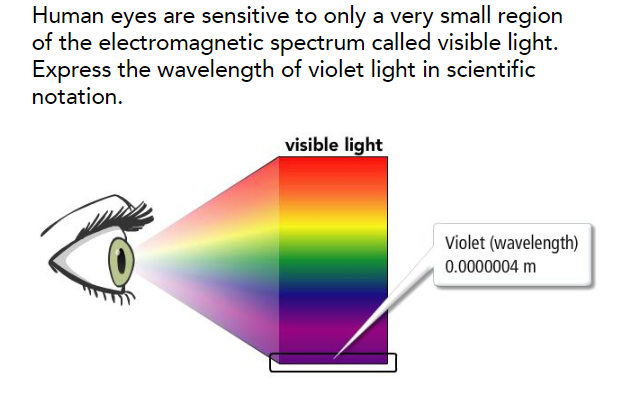 Human eyes are sensitive to only a very small region
of the electromagnetic spectrum called visible light.
Express the wavelength of violet light in scientific
notation.
visible light
Violet (wavelength)
0.0000004 m